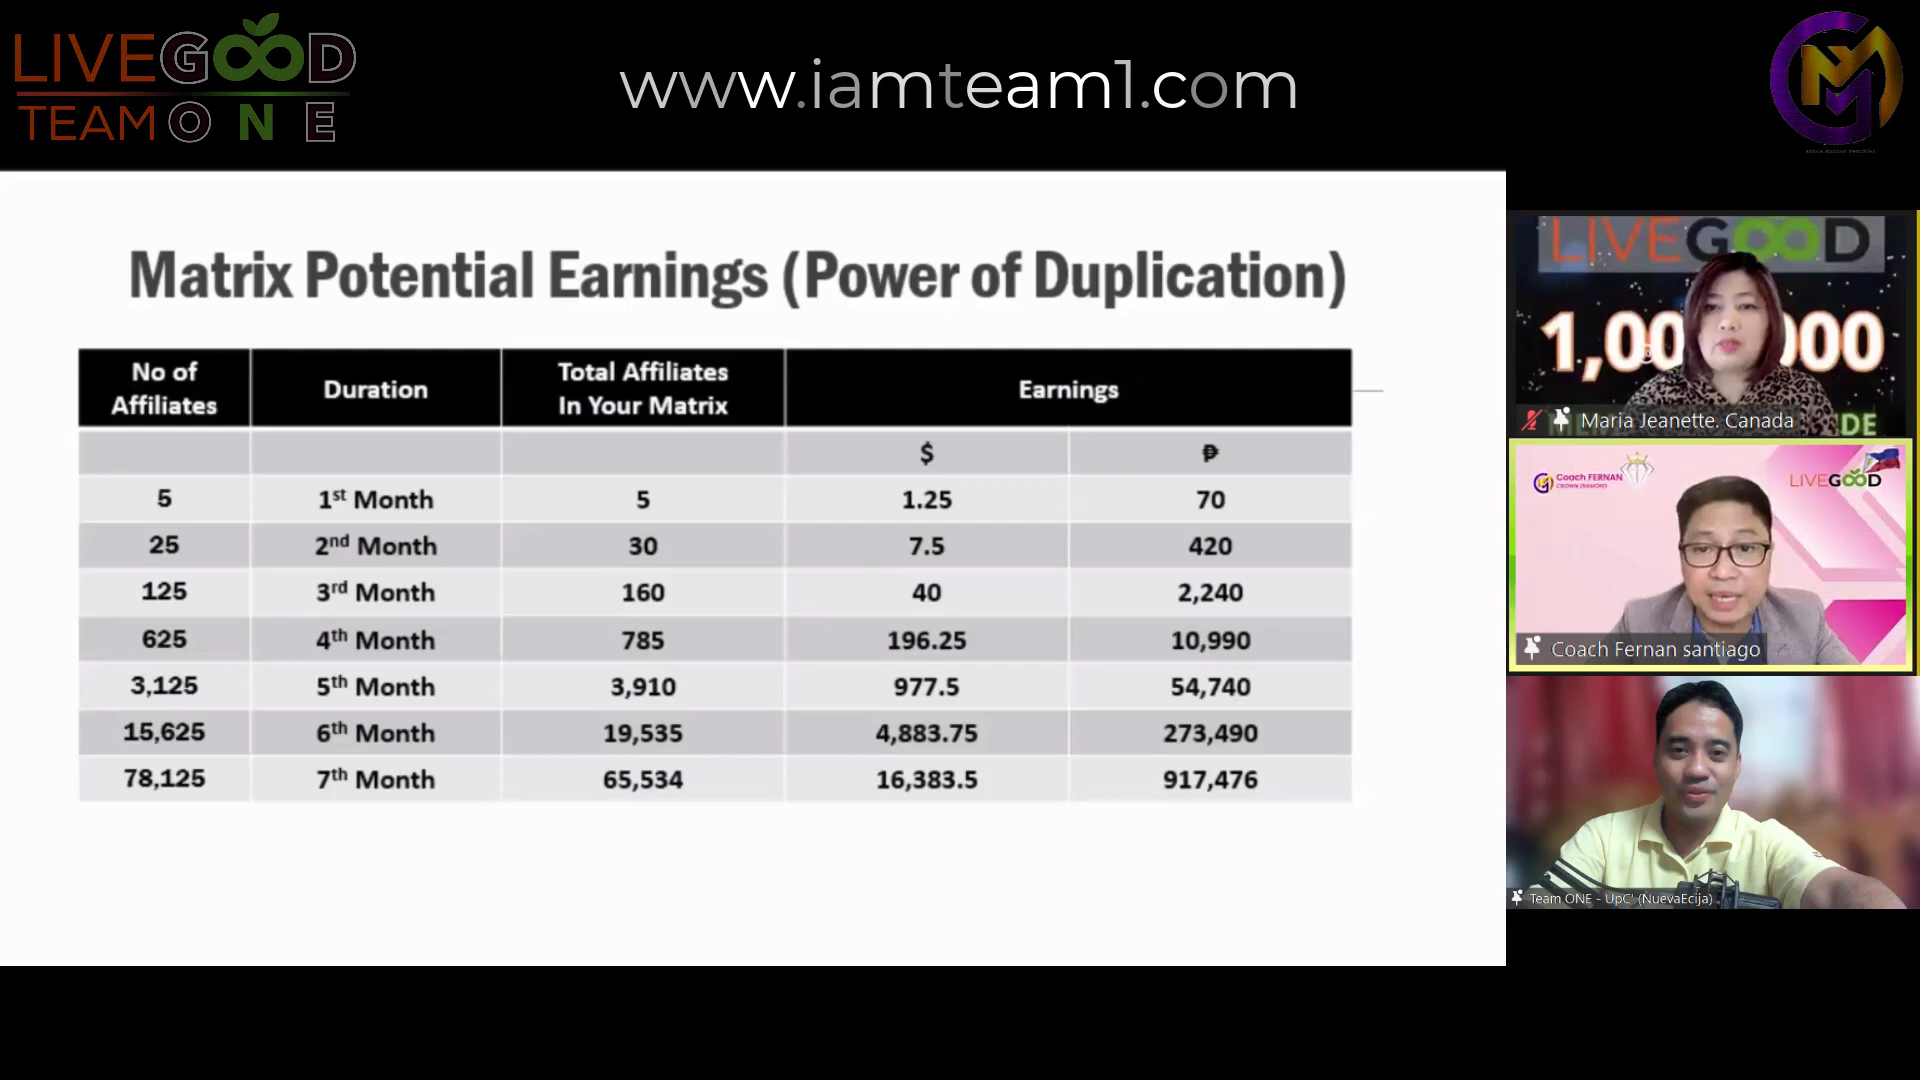 LIVEGOOD
TEAM ONE
www.iamteam1.com
Matrix Potential Earnings (Power of Duplication)
No of Affiliates Duration Total Affiliates In Your Matrix Earnings
$ ₱
5 1st Month 5 1.25 70
25 2nd Month 30 7.5 420
125 3rd Month 160 40 2,240
625 4th Month 785 196.25 10,990
3,125 5th Month 3,910 977.5 54,740
15,625 6th Month 19,535 4,883.75 273,490
78,125 7th Month 65,534 16,383.5 917,476
LIVEGOOD
Maria Jeanette. Canada
Coach FERNAN
CROWN DIAMOND
LIVEGOOD
Coach Fernan santiago
Team ONE - UpC' (NuevaEcija)